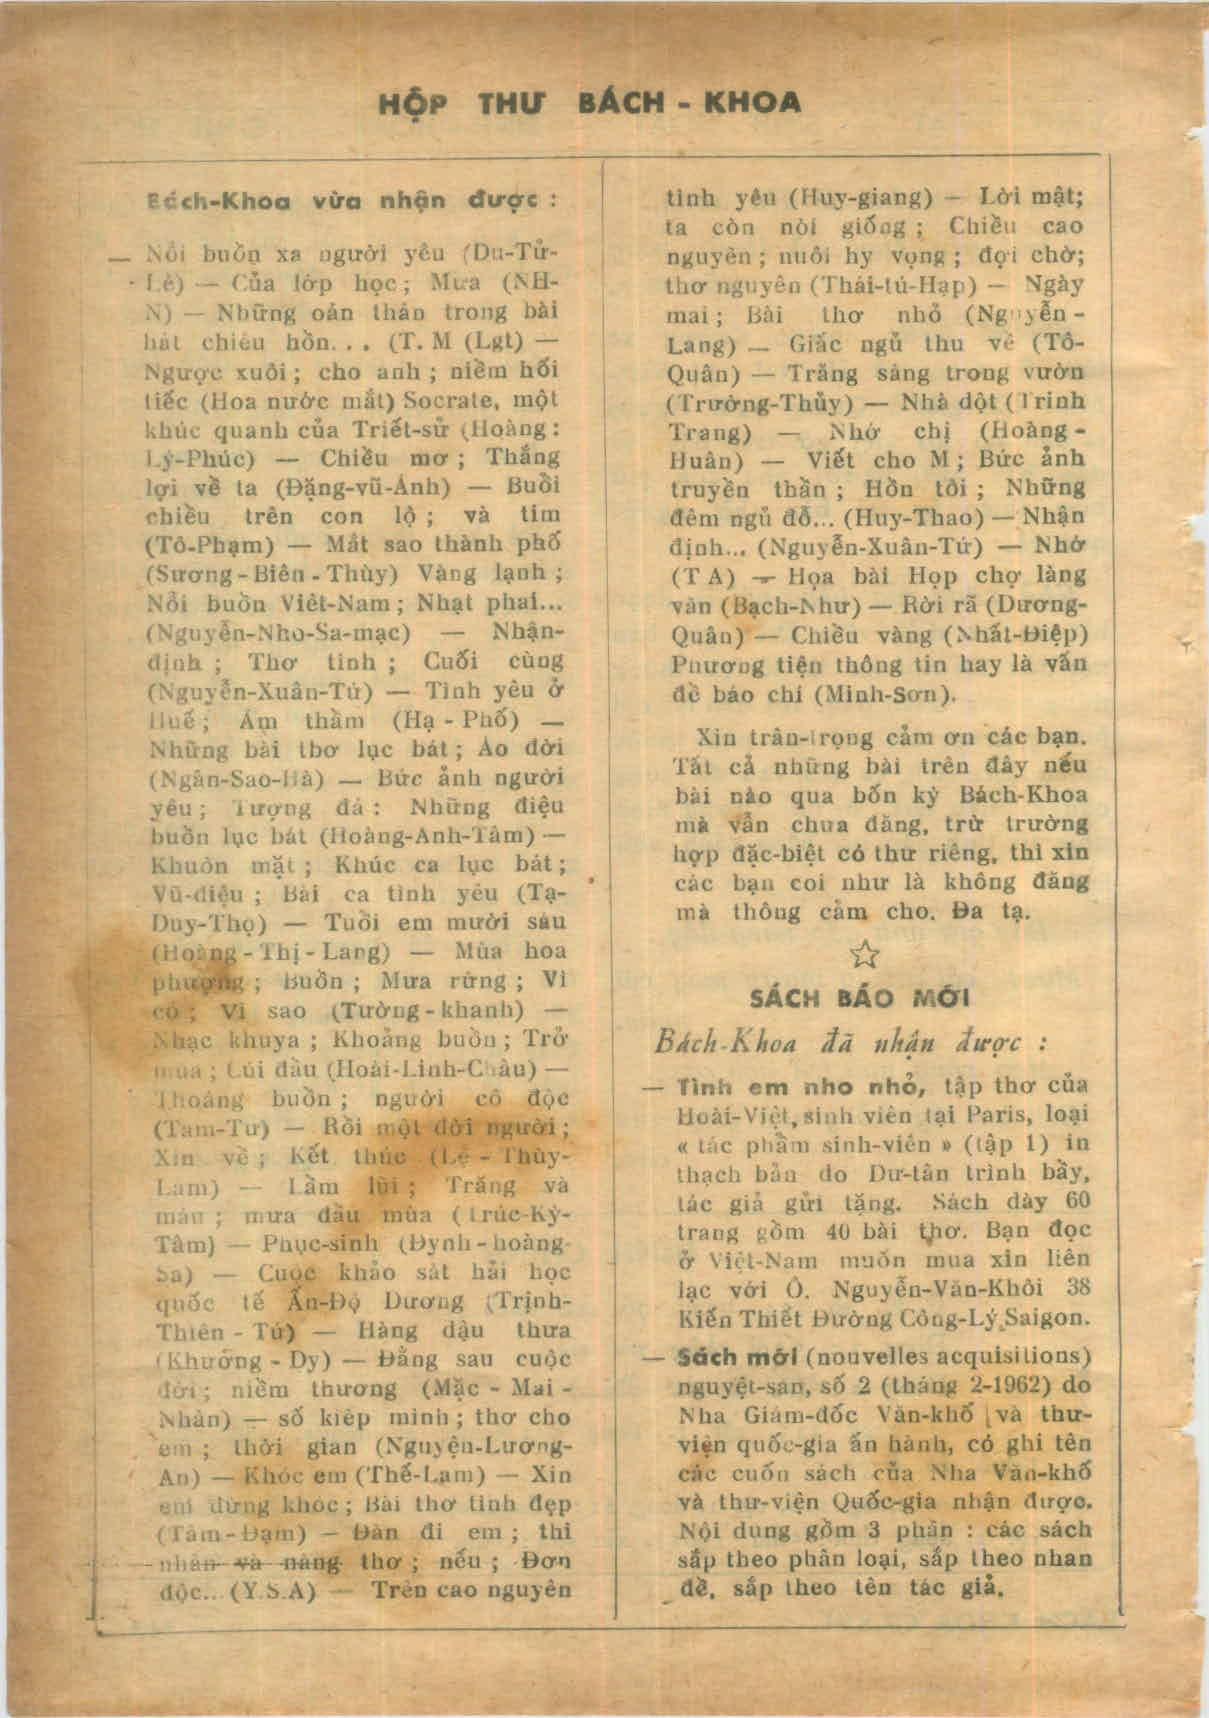 HỘP THƯ BÁCH - KHOA
Bách-Khoa vừa nhận được :
— Nỗi buồn xa người yêu (Du-Tử-
Lê) — Của lớp học ; Mưa (NH-
N) — Những oán thán trong bài
hát chiêu hồn. . . (T. M (Lgt) —
Ngược xuôi ; cho anh ; niềm hối
tiếc (Hoa nước mắt) Socrate, một
khúc quanh của Triết-sử (Hoàng :
Lý-Phúc) — Chiều mơ ; Thắng
lợi về ta (Đặng-vũ-Ánh) — Buổi
chiều trên con lộ ; và tim
(Tô-Phạm) — Mắt sao thành phố
(Sương - Biên - Thùy) Vàng lạnh ;
Nỗi buồn Việt-Nam ; Nhạt phai...
(Nguyễn-Nho-Sa-mạc) — Nhận-
định ; Thơ tình ; Cuối cùng
(Nguyễn-Xuân-Tứ) — Tình yêu ở
Huế ; Âm thầm (Hạ - Phố) —
Những bài thơ lục bát ; Áo đời
(Ngân-Sao-Hà) — Bức ảnh người
yêu ; Tượng đá : Những điệu
buồn lục bát (Hoàng-Anh-Tâm) —
Khuôn mặt ; Khúc ca lục bát ;
Vũ-điệu ; Bài ca tình yêu (Tạ-
Duy-Thọ) — Tuổi em mười sáu
(Hoàng - Thị - Lang) — Mùa hoa
phượng ; Buồn ; Mưa rừng ; Vì
cớ ; Vì sao (Tường - khanh) —
Nhạc khuya ; Khoảng buồn ; Trở
mùa ; Cúi đầu (Hoài-Linh-Châu) —
Thoáng buồn ; người cô độc
(Tam-Tư) — Rồi một đời người ;
Xin về ; Kết thúc (Lệ - Thùy-
Lam) — Lầm lũi ; Trăng và
máu ; mưa đầu mùa (Trúc-Kỳ-
Tâm) — Phục-sinh (Đynh - hoàng-
Sa) — Cuộc khảo sát hải học
quốc tế Ấn-Độ Dương (Trịnh-
Thiên - Tú) — Hàng dậu thưa
(Khưởng - Dy) — Đằng sau cuộc
đời ; niềm thương (Mặc - Mai -
Nhân) — số kiếp mình ; thơ cho
em ; thời gian (Nguyện-Lương-
An) — Khóc em (Thế-Lam) — Xin
em đừng khóc ; Bài thơ tình đẹp
(Tâm - Đạm) — Đàn đi em ; thi
nhân và nàng thơ ; nếu ; Đơn
độc... (Y.S.A) — Trên cao nguyên
tình yêu (Huy-giang) — Lời mật;
ta còn nòi giống ; Chiều cao
nguyên ; nuôi hy vọng ; đợi chờ;
thơ nguyên (Thái-tú-Hạp) — Ngày
mai ; Bài thơ nhỏ (Nguyễn -
Lang) — Giấc ngủ thu về (Tô-
Quân) — Trăng sáng trong vườn
(Trường-Thủy) — Nhà dột (Trinh
Trang) — Nhớ chị (Hoàng -
Huân) — Viết cho M ; Bức ảnh
truyền thần ; Hồn tôi ; Những
đêm ngủ đỗ... (Huy-Thao) — Nhận
định... (Nguyễn-Xuân-Tứ) — Nhớ
(T A) — Họa bài Họp chợ làng
văn (Bạch-Như) — Rời rã (Dương-
Quân) — Chiều vàng (Nhất-Điệp)
Phương tiện thông tin hay là vấn
đề báo chí (Minh-Sơn).
Xin trân-trọng cảm ơn các bạn.
Tất cả những bài trên đây nếu
bài nào qua bốn kỳ Bách-Khoa
mà vẫn chưa đăng, trừ trường
hợp đặc-biệt có thư riêng, thì xin
các bạn coi như là không đăng
mà thông cảm cho. Đa tạ.
☆
SÁCH BÁO MỚI
Bách-Khoa đã nhận được :
— Tình em nho nhỏ, tập thơ của
Hoài-Việt, sinh viên tại Paris, loại
« tác phẩm sinh-viên » (tập 1) in
thạch bản do Dư-tân trình bầy,
tác giả gửi tặng. Sách dày 60
trang gồm 40 bài thơ. Bạn đọc
ở Việt-Nam muốn mua xin liên
lạc với Ô. Nguyễn-Văn-Khôi 38
Kiến Thiết Đường Công-Lý Saigon.
— Sách mới (nouvelles acquisitions)
nguyệt-san, số 2 (tháng 2-1962) do
Nha Giám-đốc Văn-khố và thư-
viện quốc-gia ấn hành, có ghi tên
các cuốn sách của Nha Văn-khố
và thư-viện Quốc-gia nhận được.
Nội dung gồm 3 phần : các sách
sắp theo phân loại, sắp theo nhan
đề, sắp theo tên tác giả.